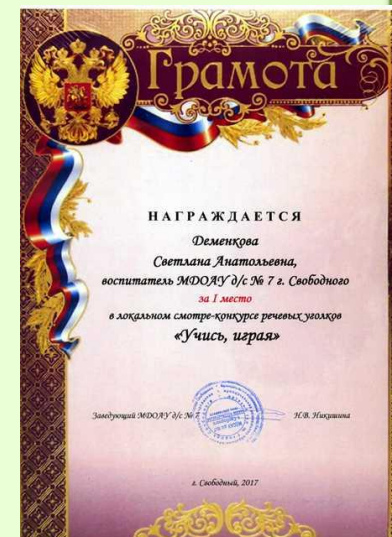 Грамота
НАГРАЖДАЕТСЯ
Деменкова
Светлана Анатольевна,
воспитатель МДОАУ д/с № 7 г. Свободного
за I место
в локальном смотре-конкурсе речевых уголков
«Учись, играя»
Заведующий МДОАУ д/с № Н.В. Никишина
г. Свободный, 2017